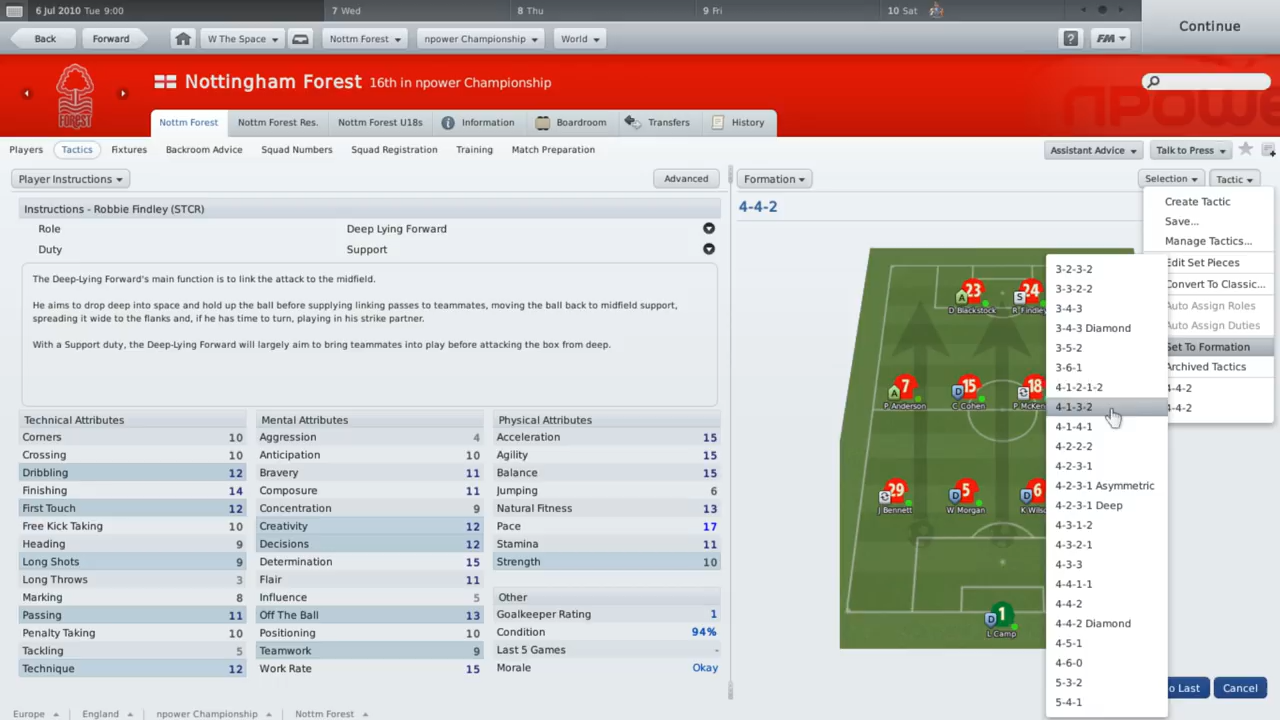 6 Jul 2010 Tue 9:00
7 Wed
8 Thu
9 Fri
10 Sat
Continue
Back
Forward
W The Space
Nottm Forest
npower Championship
World
FM
Nottingham Forest 16th in npower Championship
FOREST
nPOWE
Nottm Forest
Nottm Forest Res.
Nottm Forest U18s
Information
Boardroom
Transfers
History
Players
Tactics
Fixtures
Backroom Advice
Squad Numbers
Squad Registration
Training
Match Preparation
Assistant Advice
Talk to Press
Player Instructions
Advanced
Formation
Selection
Tactic
Instructions - Robbie Findley (STCR)
Role Deep Lying Forward
Duty Support
The Deep-Lying Forward's main function is to link the attack to the midfield.
He aims to drop deep into space and hold up the ball before supplying linking passes to teammates, moving the ball back to midfield support,
spreading it wide to the flanks and, if he has time to turn, playing in his strike partner.
With a Support duty, the Deep-Lying Forward will largely aim to bring teammates into play before attacking the box from deep.
Technical Attributes
Corners 10
Crossing 10
Dribbling 12
Finishing 14
First Touch 12
Free Kick Taking 10
Heading 9
Long Shots 9
Long Throws 3
Marking 8
Passing 11
Penalty Taking 10
Tackling 5
Technique 12
Mental Attributes
Aggression 4
Anticipation 10
Bravery 11
Composure 11
Concentration 9
Creativity 12
Decisions 12
Determination 15
Flair 11
Influence 5
Off The Ball 13
Positioning 10
Teamwork 9
Work Rate 15
Physical Attributes
Acceleration 15
Agility 15
Balance 15
Jumping 6
Natural Fitness 13
Pace 17
Stamina 11
Strength 10
Other
Goalkeeper Rating 1
Condition 94%
Last 5 Games -
Morale Okay
4-4-2
23 A D Blackstock
24 S R Findley
7 A P Anderson
15 D C Cohen
18 P McKen
29 J Bennett
5 D W Morgan
6 D K Wils
1 D L Camp
3-2-3-2
3-3-2-2
3-4-3
3-4-3 Diamond
3-5-2
3-6-1
4-1-2-1-2
4-1-3-2
4-1-4-1
4-2-2-2
4-2-3-1
4-2-3-1 Asymmetric
4-2-3-1 Deep
4-3-1-2
4-3-2-1
4-3-3
4-4-1-1
4-4-2
4-4-2 Diamond
4-5-1
4-6-0
5-3-2
5-4-1
Create Tactic
Save...
Manage Tactics...
Edit Set Pieces
Convert To Classic...
Auto Assign Roles
Auto Assign Duties
Set To Formation
Archived Tactics
4-4-2
4-4-2
o Last
Cancel
Europe
England
npower Championship
Nottm Forest